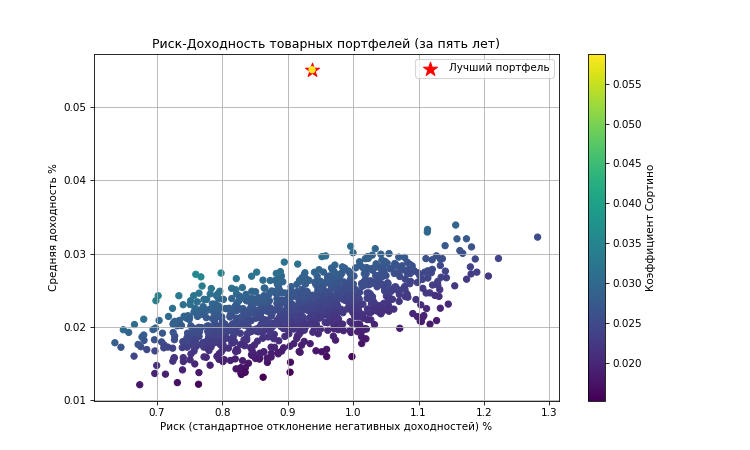 Риск-Доходность товарных портфелей (за пять лет)
Лучший портфель
Средняя доходность %
0.05
0.04
0.03
0.02
0.01
0.7 0.8 0.9 1.0 1.1 1.2 1.3
Риск (стандартное отклонение негативных доходностей) %
0.055
0.050
0.045
0.040
0.035
0.030
0.025
0.020
Коэффициент Сортино